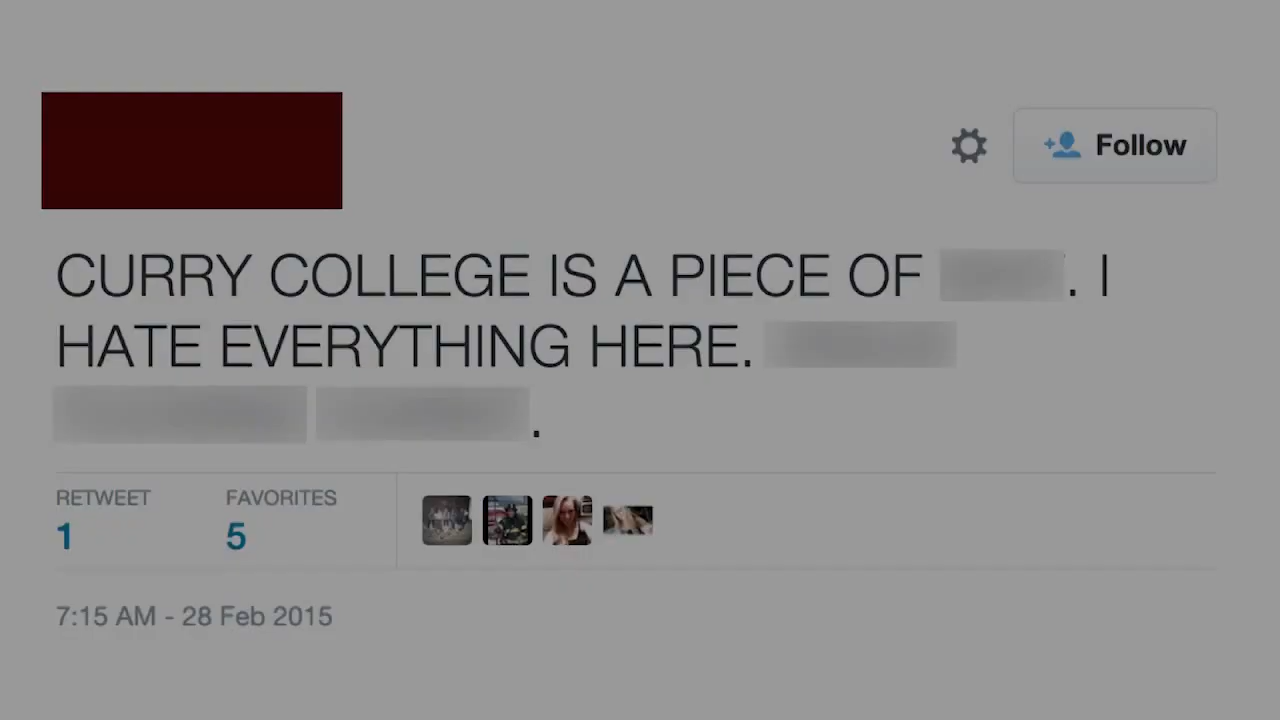 Follow
CURRY COLLEGE IS A PIECE OF . I
HATE EVERYTHING HERE.
.
RETWEET FAVORITES
1 5
7:15 AM - 28 Feb 2015